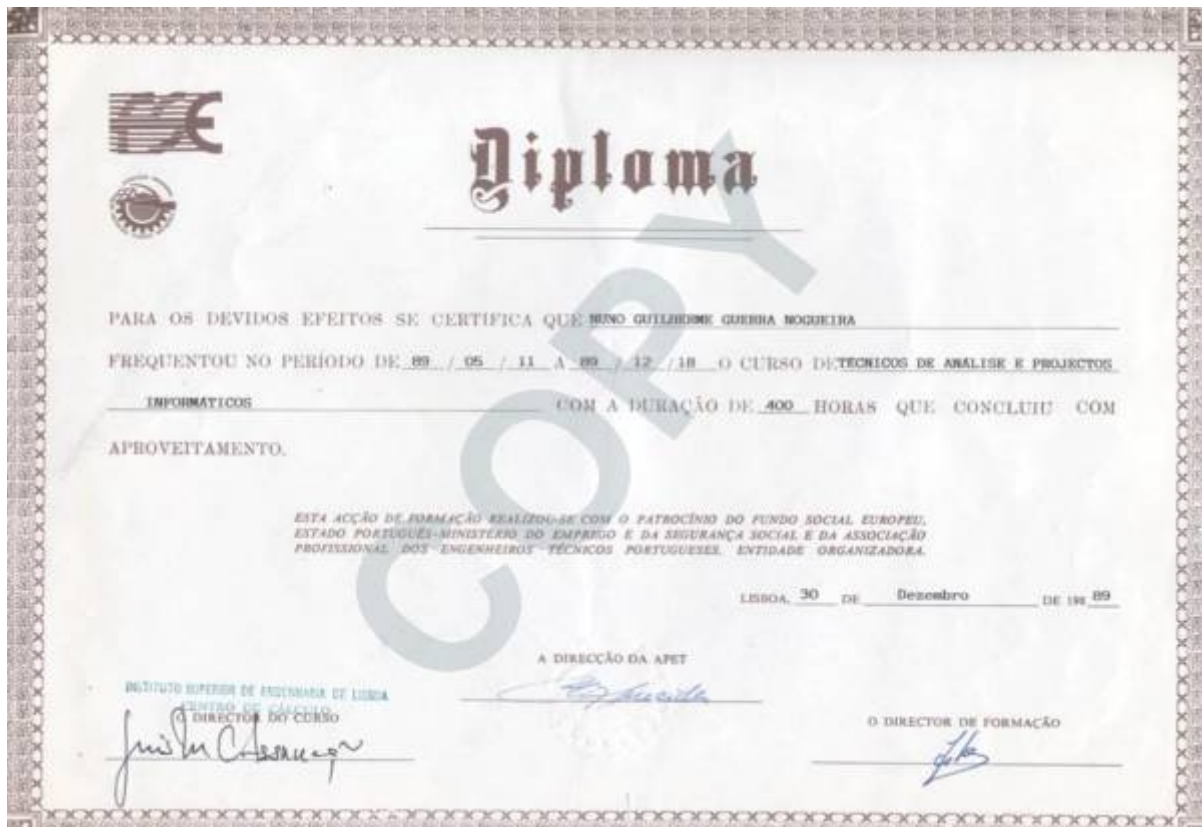 Diploma
PARA OS DEVIDOS EFEITOS SE CERTIFICA QUE NUNO GUILHERME GUERRA NOGUEIRA
FREQUENTOU NO PERÍODO DE 89 / 05 / 11 A 89 / 12 / 18 O CURSO DE TECNICOS DE ANALISE E PROJECTOS
INFORMATICOS COM A DURAÇÃO DE 400 HORAS QUE CONCLUIU COM
APROVEITAMENTO.
ESTA ACÇÃO DE FORMAÇÃO REALIZOU-SE COM O PATROCÍNIO DO FUNDO SOCIAL EUROPEU,
ESTADO PORTUGUÊS-MINISTÉRIO DO EMPREGO E DA SEGURANÇA SOCIAL E DA ASSOCIAÇÃO
PROFISSIONAL DOS ENGENHEIROS TÉCNICOS PORTUGUESES, ENTIDADE ORGANIZADORA.
LISBOA, 30 DE Dezembro DE 198 89
A DIRECÇÃO DA APET
INSTITUTO SUPERIOR DE ENGENHARIA DE LISBOA
CENTRO DE CÁLCULO
O DIRECTOR DO CURSO
O DIRECTOR DE FORMAÇÃO
COPY